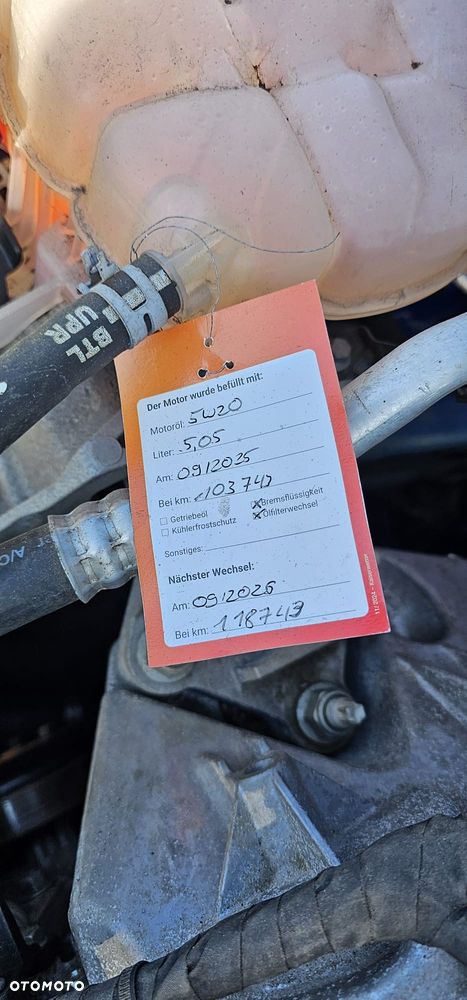 BTL
UPR
Der Motor wurde befüllt mit:
Motoröl: 5W20
Liter: 5,05
Am: 09/2025
Bei km: 103743
Getriebeöl Bremsflüssigkeit
Kühlerfrostschutz Ölfilterwechsel
Sonstiges:
Nächster Wechsel:
Am: 09/2026
Bei km: 118743
OTOMOTO